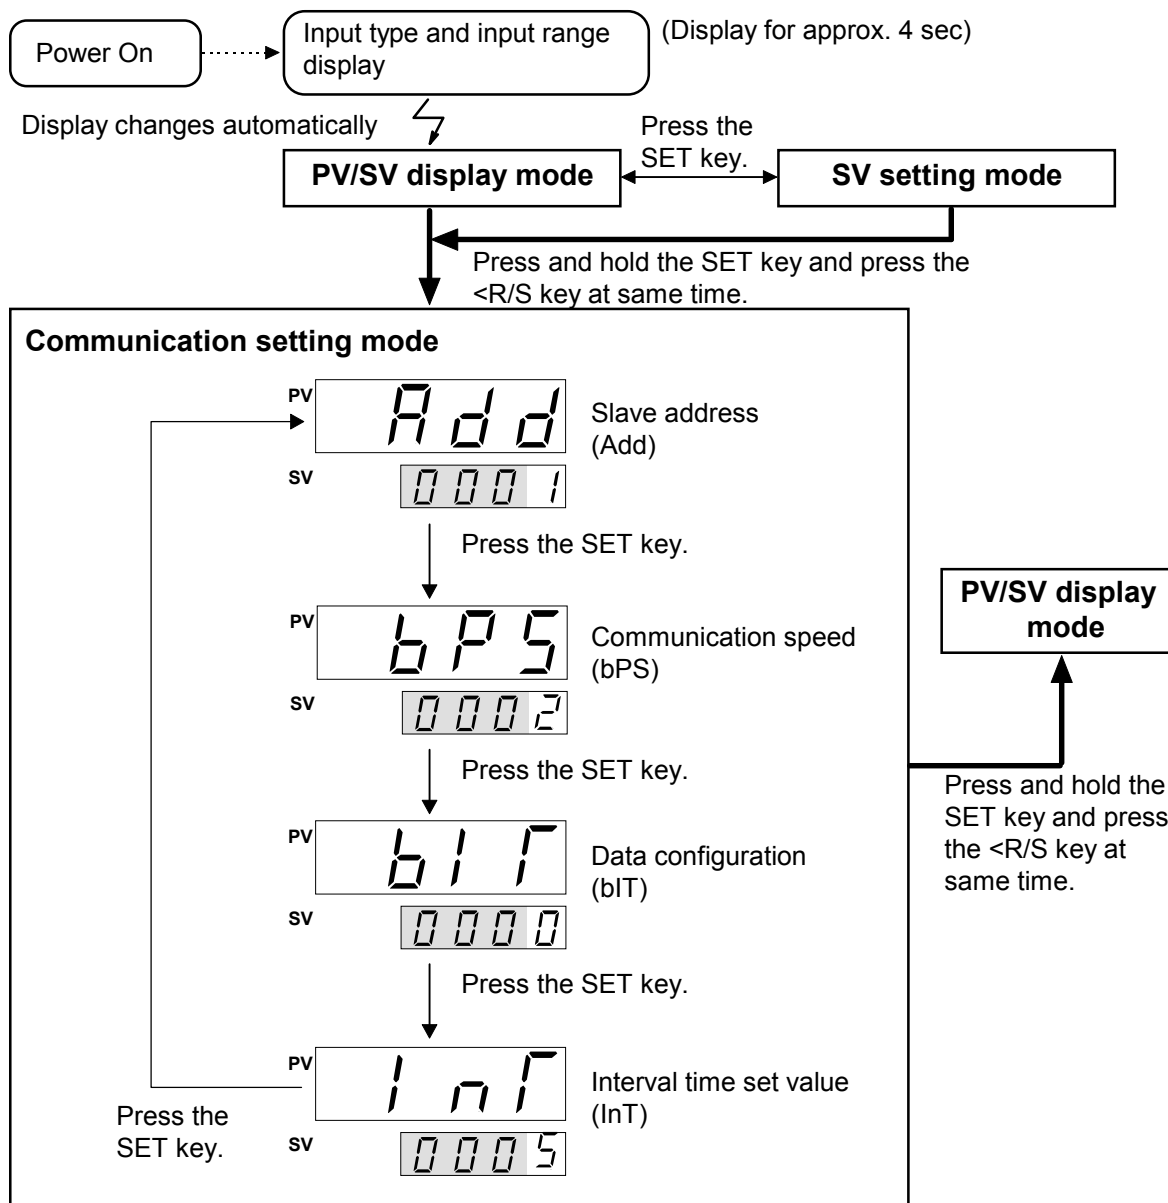 Power On
Input type and input range
display
(Display for approx. 4 sec)
Display changes automatically
Press the
SET key.
PV/SV display mode
SV setting mode
Press and hold the SET key and press the
<R/S key at same time.
Communication setting mode
PV
Add
Slave address
(Add)
SV
0001
Press the SET key.
PV
bPS
Communication speed
(bPS)
SV
0002
Press the SET key.
PV
bIT
Data configuration
(bIT)
SV
0000
Press the SET key.
PV
InT
Interval time set value
(InT)
SV
0005
Press the
SET key.
PV/SV display
mode
Press and hold the
SET key and press
the <R/S key at
same time.